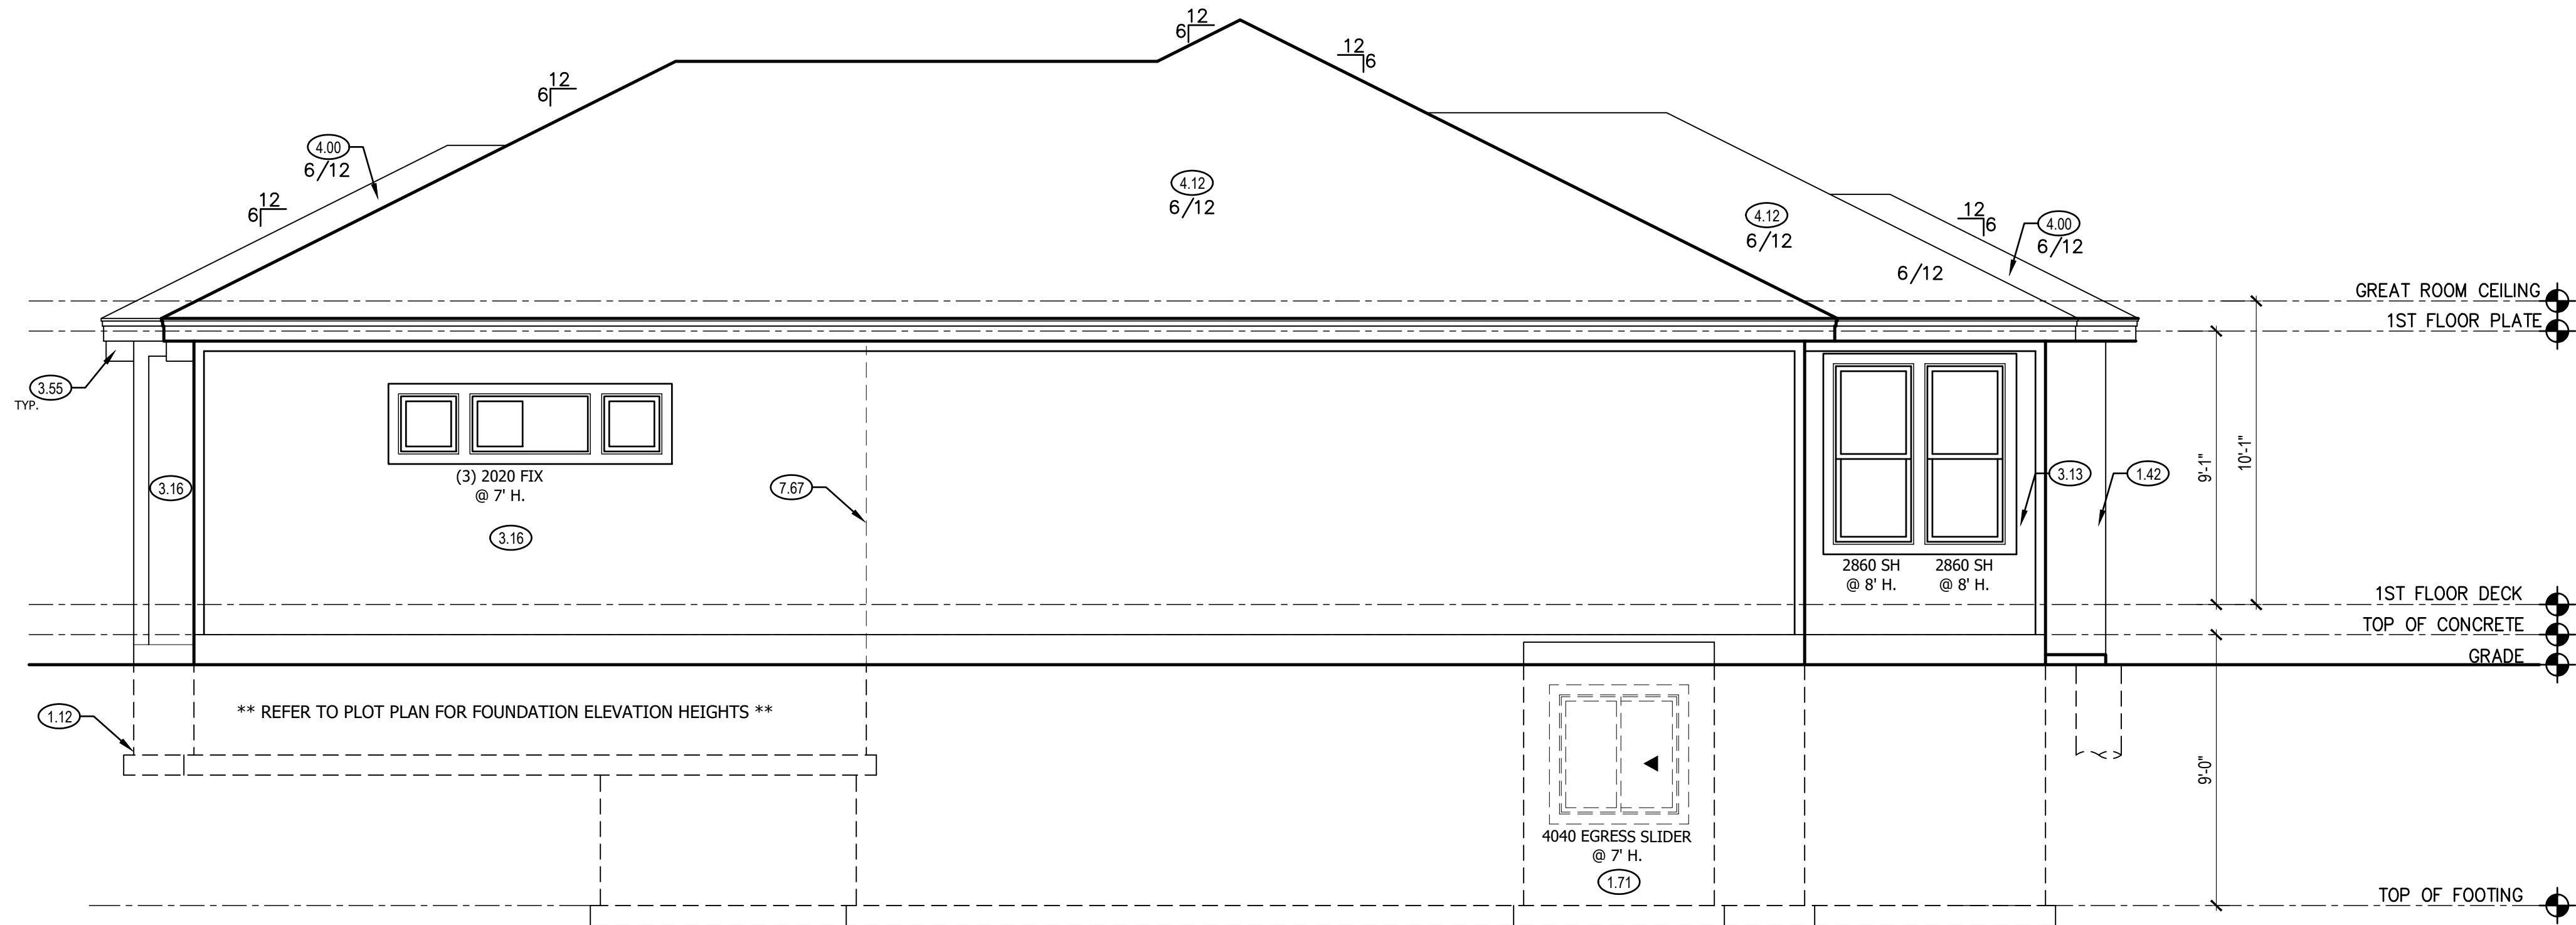 12
6
12
6
12
6
4.00
6/12
12
6
4.12
6/12
4.12
6/12
12
6
4.00
6/12
6/12
GREAT ROOM CEILING
1ST FLOOR PLATE
3.55
TYP.
3.16
(3) 2020 FIX
@ 7' H.
3.16
7.67
3.13
1.42
9'-1"
10'-1"
2860 SH
@ 8' H.
2860 SH
@ 8' H.
1ST FLOOR DECK
TOP OF CONCRETE
GRADE
1.12
** REFER TO PLOT PLAN FOR FOUNDATION ELEVATION HEIGHTS **
9'-0"
4040 EGRESS SLIDER
@ 7' H.
1.71
TOP OF FOOTING